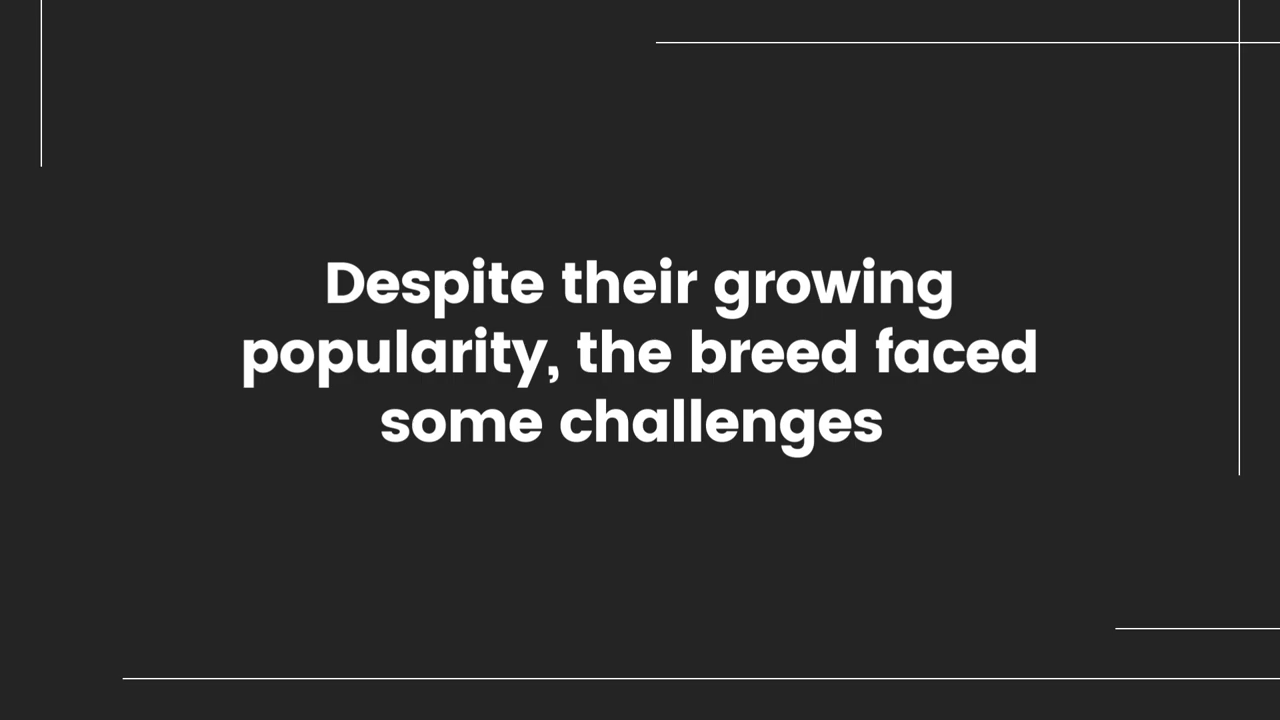 Despite their growing
popularity, the breed faced
some challenges